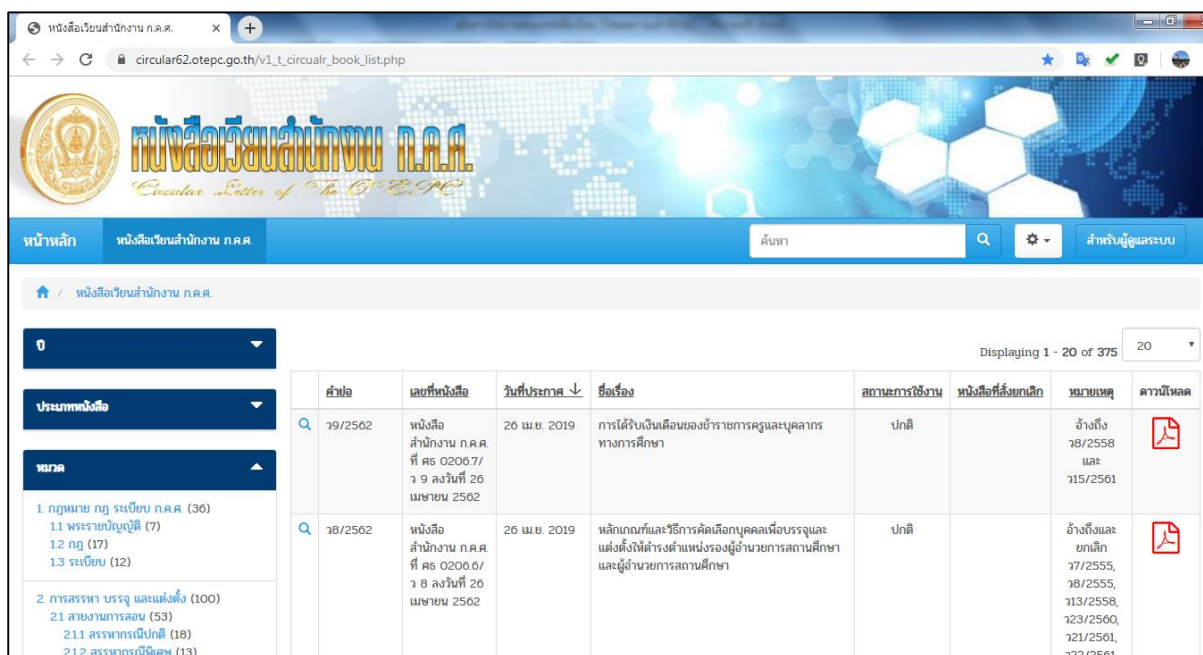 หนังสือเวียนสำนักงาน ก.ค.ศ.
circular62.otepc.go.th/v1_t_circualr_book_list.php
หนังสือเวียนสำนักงาน ก.ค.ศ.
Circular Letter of The OTEPC
หน้าหลัก
หนังสือเวียนสำนักงาน ก.ค.ศ.
ค้นหา
สำหรับผู้ดูแลระบบ
/ หนังสือเวียนสำนักงาน ก.ค.ศ.
ปี
ประเภทหนังสือ
หมวด
1. กฎหมาย กฎ ระเบียบ ก.ค.ศ. (36)
1.1 พระราชบัญญัติ (7)
1.2 กฎ (17)
1.3 ระเบียบ (12)
2. การสรรหา บรรจุ และแต่งตั้ง (100)
2.1 สายงานการสอน (53)
2.1.1 สรรหากรณีปกติ (18)
2.1.2 สรรหากรณีพิเศษ (13)
Displaying 1 - 20 of 375
20
คำย่อ
เลขที่หนังสือ
วันที่ประกาศ
ชื่อเรื่อง
สถานะการใช้งาน
หนังสือที่สั่งยกเลิก
หมายเหตุ
ดาวน์โหลด
ว9/2562
หนังสือ
สำนักงาน ก.ค.ศ.
ที่ ศธ 0206.7/
ว 9 ลงวันที่ 26
เมษายน 2562
26 เม.ย. 2019
การได้รับเงินเดือนของข้าราชการครูและบุคลากร
ทางการศึกษา
ปกติ
อ้างถึง
ว8/2558
และ
ว15/2561
ว8/2562
หนังสือ
สำนักงาน ก.ค.ศ.
ที่ ศธ 0206.6/
ว 8 ลงวันที่ 26
เมษายน 2562
26 เม.ย. 2019
หลักเกณฑ์และวิธีการคัดเลือกบุคคลเพื่อบรรจุและ
แต่งตั้งให้ดำรงตำแหน่งรองผู้อำนวยการสถานศึกษา
และผู้อำนวยการสถานศึกษา
ปกติ
อ้างถึงและ
ยกเลิก
ว7/2555,
ว8/2555,
ว13/2558,
ว23/2560,
ว21/2561,